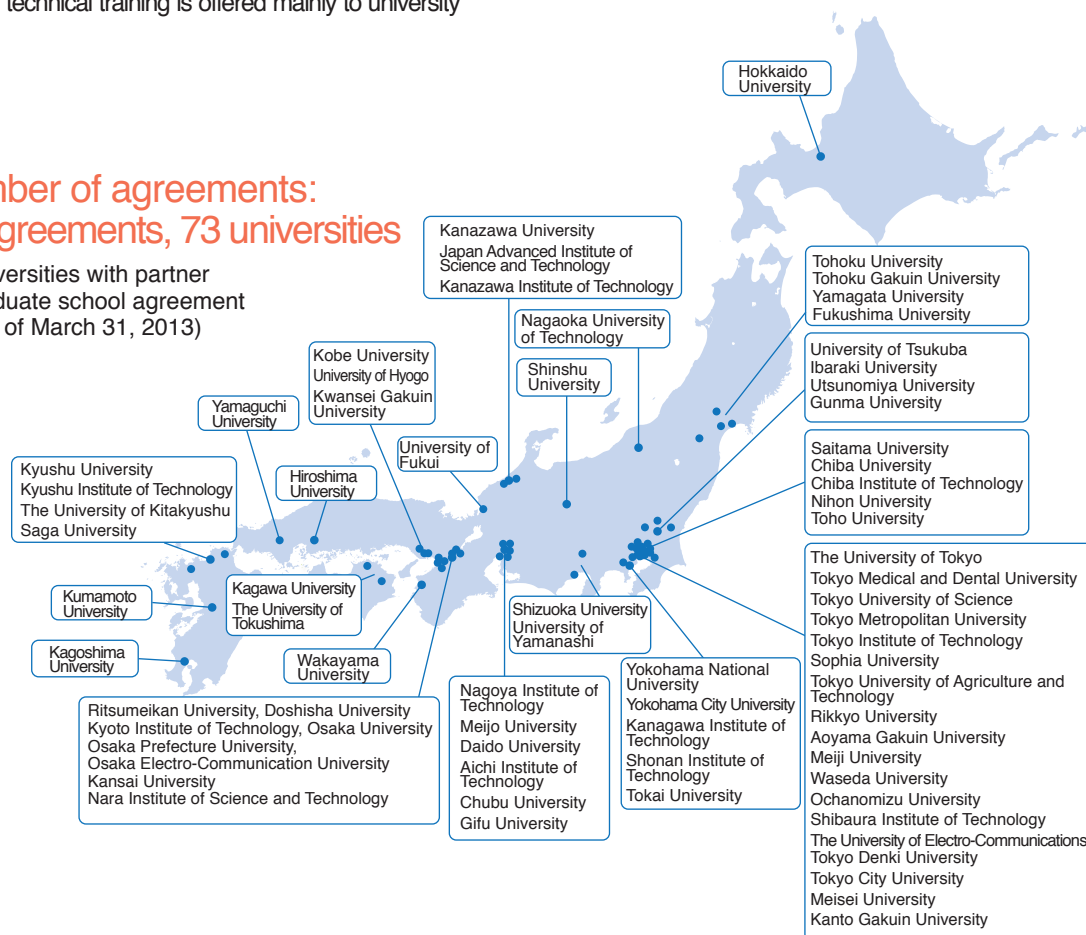 technical training is offered mainly to university
Hokkaido
University
mber of agreements:
greements, 73 universities
versities with partner
duate school agreement
of March 31, 2013)
Kanazawa University
Japan Advanced Institute of
Science and Technology
Kanazawa Institute of Technology
Nagaoka University
of Technology
Shinshu
University
Tohoku University
Tohoku Gakuin University
Yamagata University
Fukushima University
University of Tsukuba
Ibaraki University
Utsunomiya University
Gunma University
Kobe University
University of Hyogo
Kwansei Gakuin
University
Yamaguchi
University
University of
Fukui
Hiroshima
University
Kyushu University
Kyushu Institute of Technology
The University of Kitakyushu
Saga University
Saitama University
Chiba University
Chiba Institute of Technology
Nihon University
Toho University
Kumamoto
University
Kagawa University
The University of
Tokushima
Kagoshima
University
Wakayama
University
Shizuoka University
University of
Yamanashi
Ritsumeikan University, Doshisha University
Kyoto Institute of Technology, Osaka University
Osaka Prefecture University,
Osaka Electro-Communication University
Kansai University
Nara Institute of Science and Technology
Nagoya Institute of
Technology
Meijo University
Daido University
Aichi Institute of
Technology
Chubu University
Gifu University
Yokohama National
University
Yokohama City University
Kanagawa Institute of
Technology
Shonan Institute of
Technology
Tokai University
The University of Tokyo
Tokyo Medical and Dental University
Tokyo University of Science
Tokyo Metropolitan University
Tokyo Institute of Technology
Sophia University
Tokyo University of Agriculture and
Technology
Rikkyo University
Aoyama Gakuin University
Meiji University
Waseda University
Ochanomizu University
Shibaura Institute of Technology
The University of Electro-Communications
Tokyo Denki University
Tokyo City University
Meisei University
Kanto Gakuin University